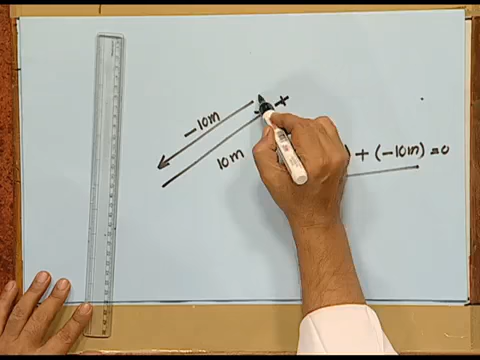 −10m
10m
+
) + (−10m) = 0